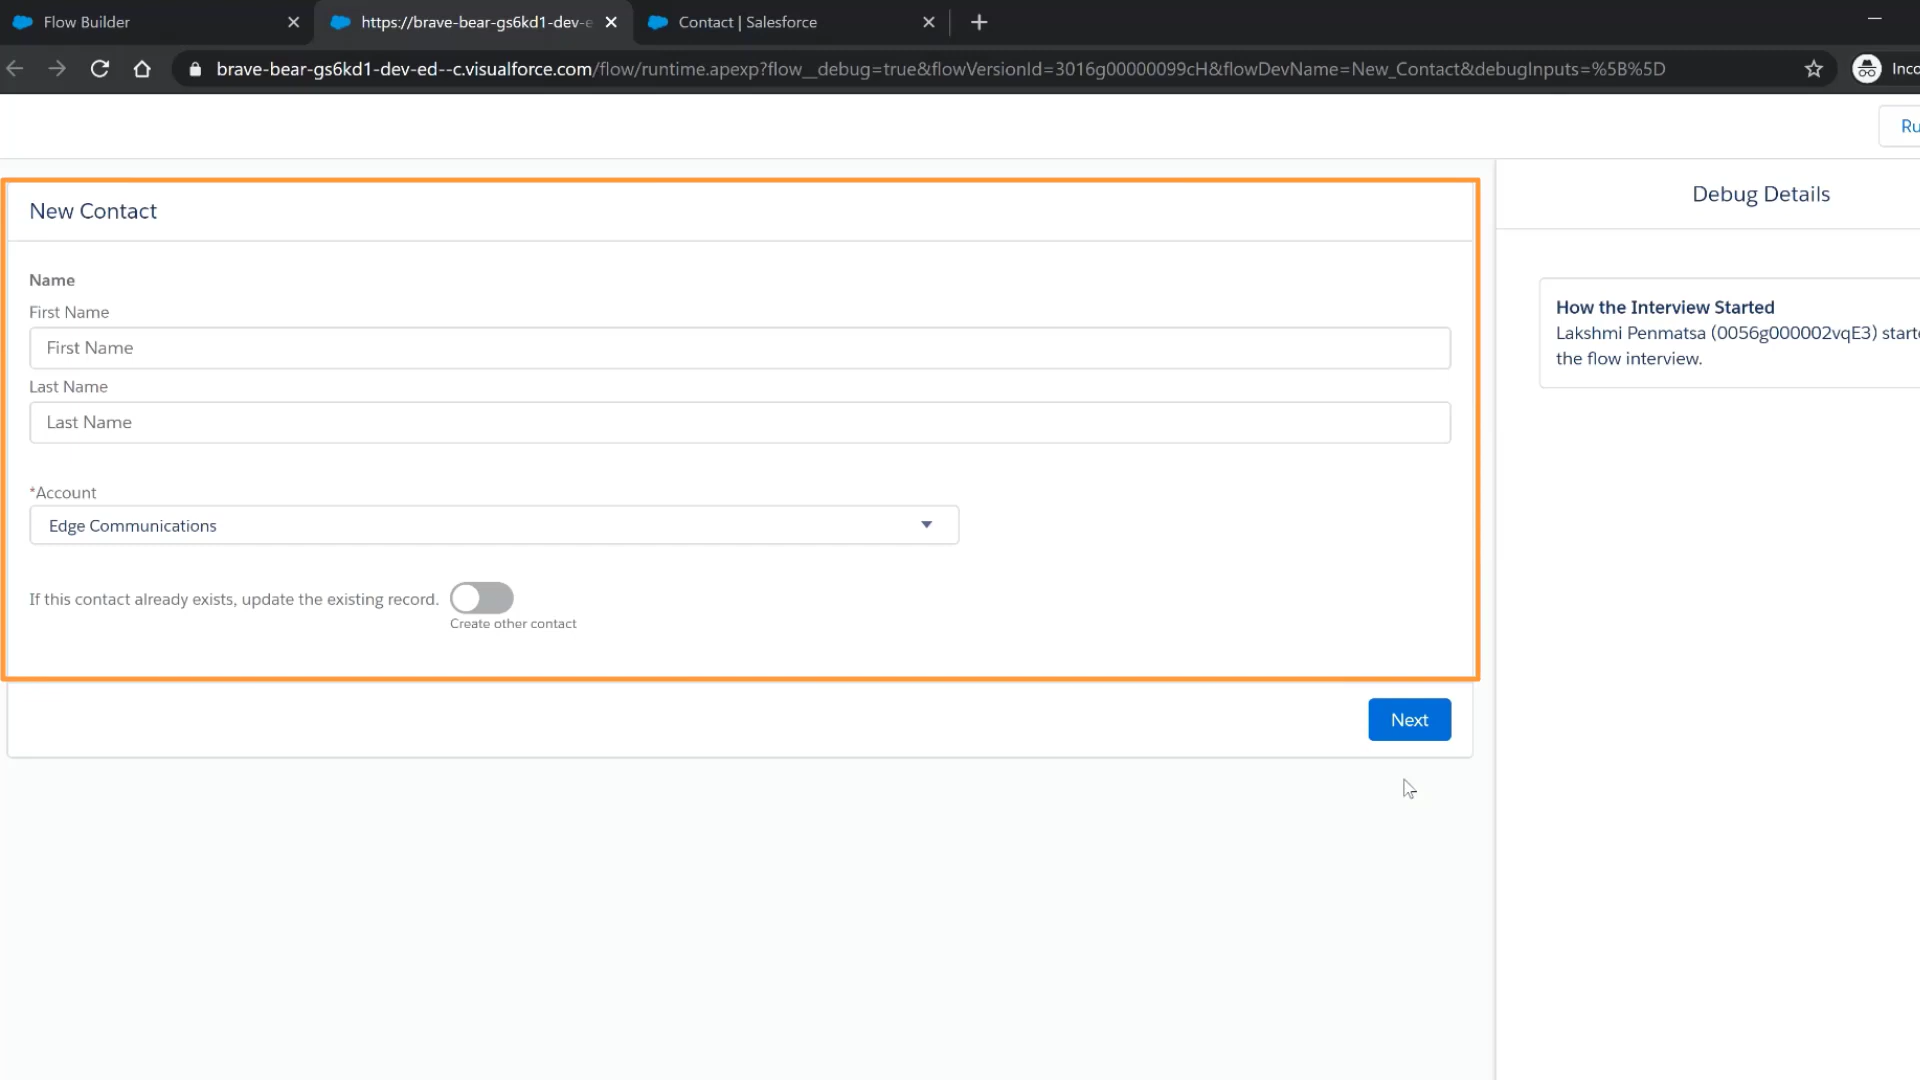 Flow Builder
https://brave-bear-gs6kd1-dev-e
Contact | Salesforce
brave-bear-gs6kd1-dev-ed--c.visualforce.com/flow/runtime.apexp?flow__debug=true&flowVersionId=3016g00000099cH&flowDevName=New_Contact&debugInputs=%5B%5D
Inco
Ru
New Contact
Debug Details
Name
First Name
First Name
Last Name
Last Name
*Account
Edge Communications
If this contact already exists, update the existing record.
Create other contact
Next
How the Interview Started
Lakshmi Penmatsa (0056g000002vqE3) starte
the flow interview.